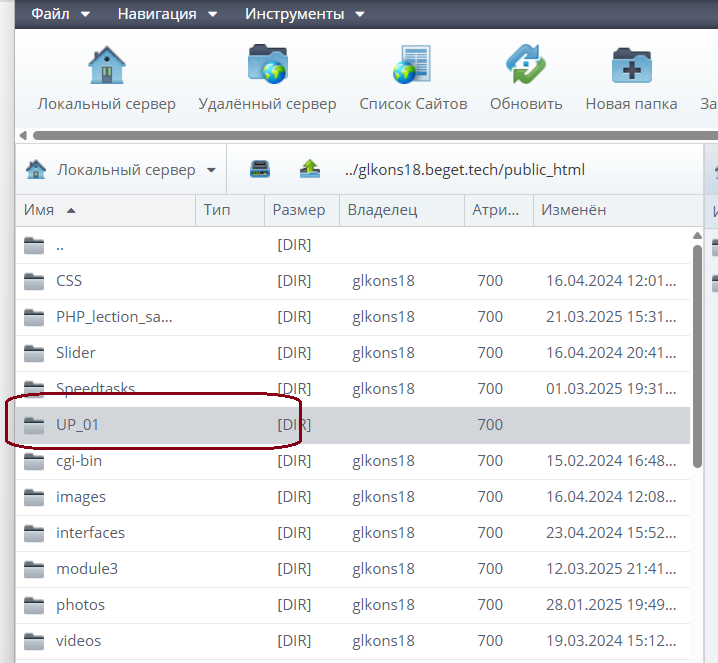 Файл Навигация Инструменты
Локальный сервер Удалённый сервер Список Сайтов Обновить Новая папка За
Локальный сервер ../glkons18.beget.tech/public_html
Имя Тип Размер Владелец Атри... Изменён
.. [DIR]
CSS [DIR] glkons18 700 16.04.2024 12:01...
PHP_lection_sa... [DIR] glkons18 700 21.03.2025 15:31...
Slider [DIR] glkons18 700 16.04.2024 20:41...
Speedtasks [DIR] glkons18 700 01.03.2025 19:31...
UP_01 [DIR] 700
cgi-bin [DIR] glkons18 700 15.02.2024 16:48...
images [DIR] glkons18 700 16.04.2024 12:08...
interfaces [DIR] glkons18 700 23.04.2024 15:52...
module3 [DIR] glkons18 700 12.03.2025 21:41...
photos [DIR] glkons18 700 28.01.2025 19:49...
videos [DIR] glkons18 700 19.03.2024 15:12...